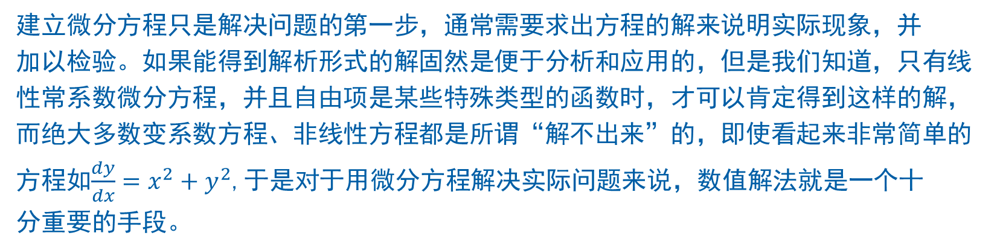 建立微分方程只是解决问题的第一步，通常需要求出方程的解来说明实际现象，并
加以检验。如果能得到解析形式的解固然是便于分析和应用的，但是我们知道，只有线
性常系数微分方程，并且自由项是某些特殊类型的函数时，才可以肯定得到这样的解，
而绝大多数变系数方程、非线性方程都是所谓“解不出来”的，即使看起来非常简单的
方程如dy/dx = x² + y², 于是对于用微分方程解决实际问题来说，数值解法就是一个十
分重要的手段。